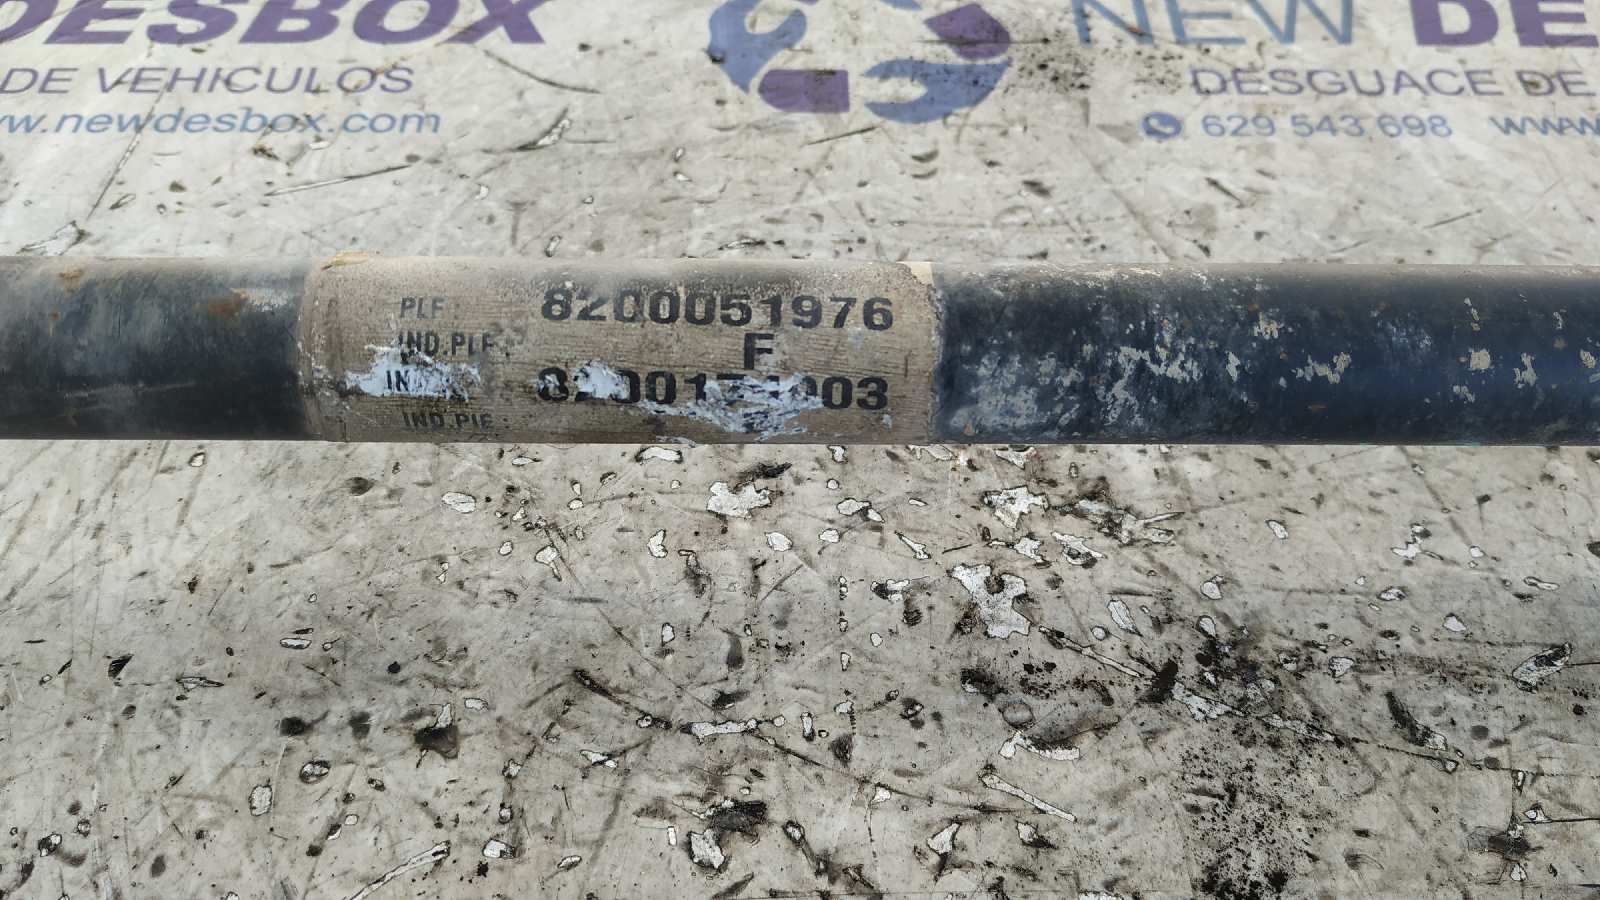 DESBOX
NEW DE
DE VEHICULOS
DESGUACE DE
w.newdesbox.com
629 543 698 www
PLF: 8200051976
IND.PLF: F
IND.PIE: